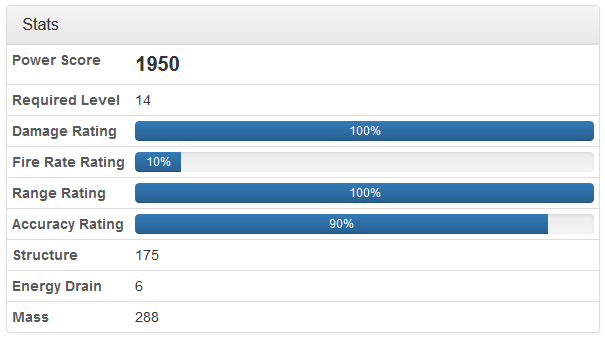 Stats
Power Score 1950
Required Level 14
Damage Rating 100%
Fire Rate Rating 10%
Range Rating 100%
Accuracy Rating 90%
Structure 175
Energy Drain 6
Mass 288